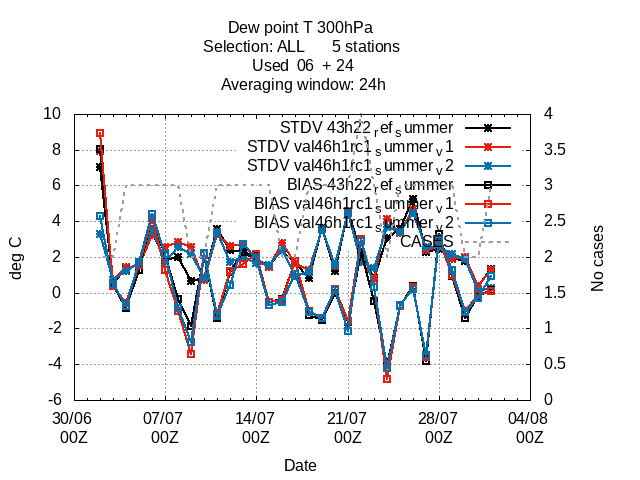 Dew point T 300hPa
Selection: ALL 5 stations
Used 06 + 24
Averaging window: 24h
10
8
6
4
2
0
-2
-4
-6
4
3.5
3
2.5
2
1.5
1
0.5
0
STDV 43h22_ref_summer
STDV val46h1rc1_summer_v1
STDV val46h1rc1_summer_v2
BIAS 43h22_ref_summer
BIAS val46h1rc1_summer_v1
BIAS val46h1rc1_summer_v2
CASES
deg C
No cases
30/06 07/07 14/07 21/07 28/07 04/08
00Z 00Z 00Z 00Z 00Z 00Z
Date